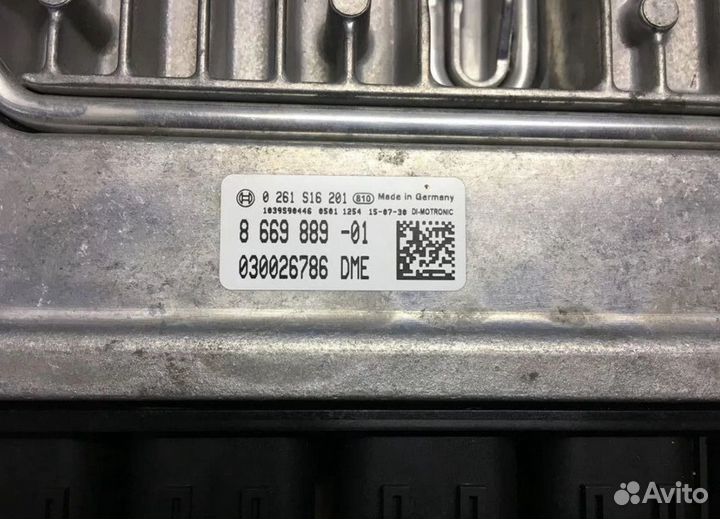 0 261 S16 201 810 Made in Germany
1039S90446 0501 1254 15-07-30 DI-MOTRONIC
8 669 889 -01
030026786 DME
Avito